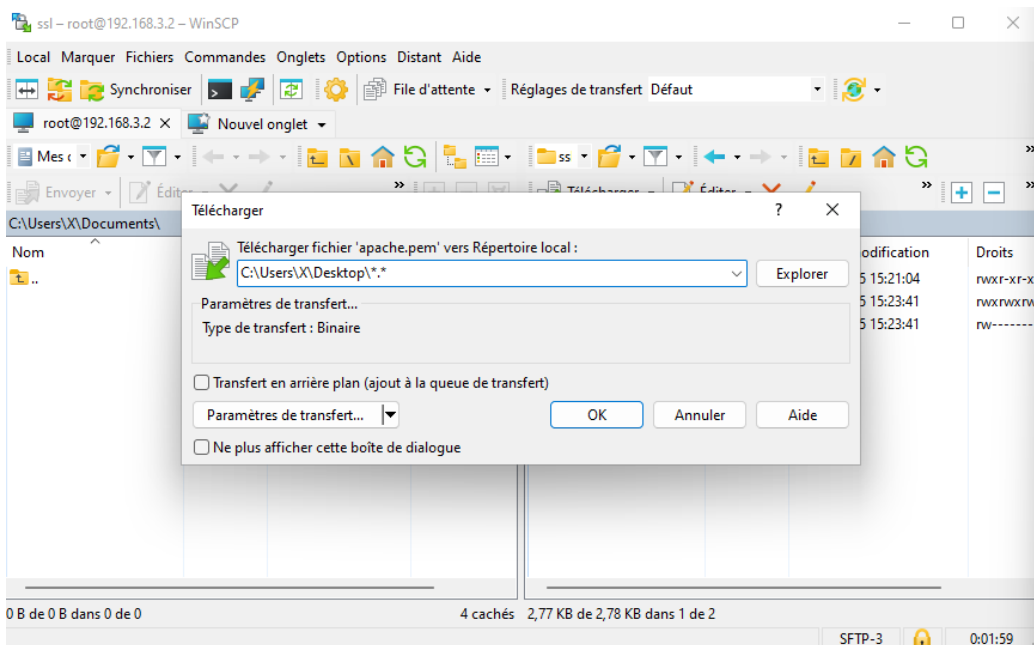 ssl – root@192.168.3.2 – WinSCP
Local Marquer Fichiers Commandes Onglets Options Distant Aide
Synchroniser File d'attente Réglages de transfert Défaut
root@192.168.3.2 Nouvel onglet
Mes ss
Envoyer Télécharger Éditer
C:\Users\X\Documents\
Nom
..
Télécharger ? ×
Télécharger fichier 'apache.pem' vers Répertoire local :
C:\Users\X\Desktop\*.* Explorer
Paramètres de transfert...
Type de transfert : Binaire
Transfert en arrière plan (ajout à la queue de transfert)
Paramètres de transfert... OK Annuler Aide
Ne plus afficher cette boîte de dialogue
odification Droits
5 15:21:04 rwxr-xr-x
5 15:23:41 rwxrwxrw
5 15:23:41 rw-------
0 B de 0 B dans 0 de 0 4 cachés 2,77 KB de 2,78 KB dans 1 de 2
SFTP-3 0:01:59